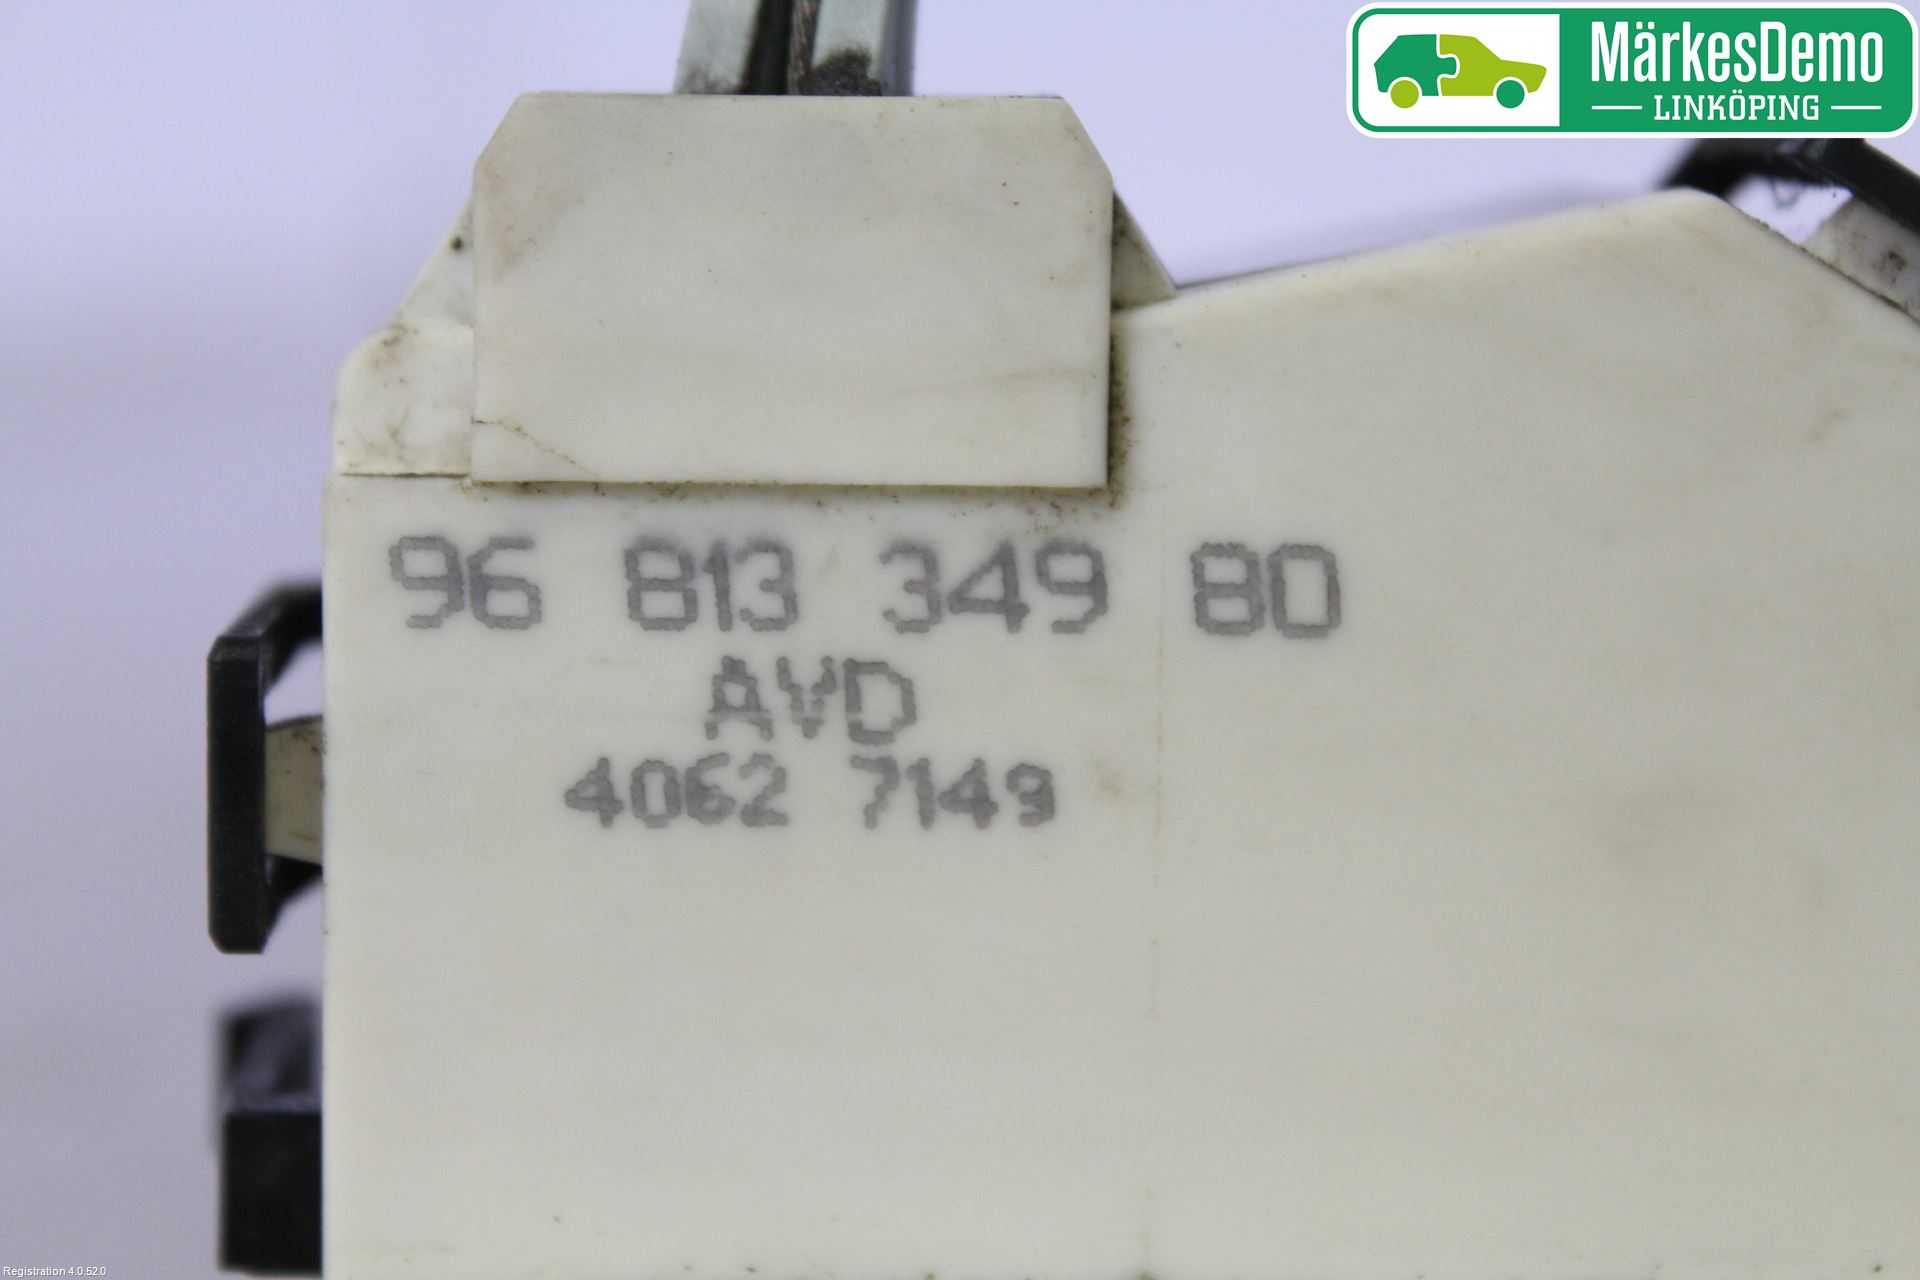 MärkesDemo
LINKÖPING
96 813 349 80
AVD
4062 7149
Registration 4.0.52.0